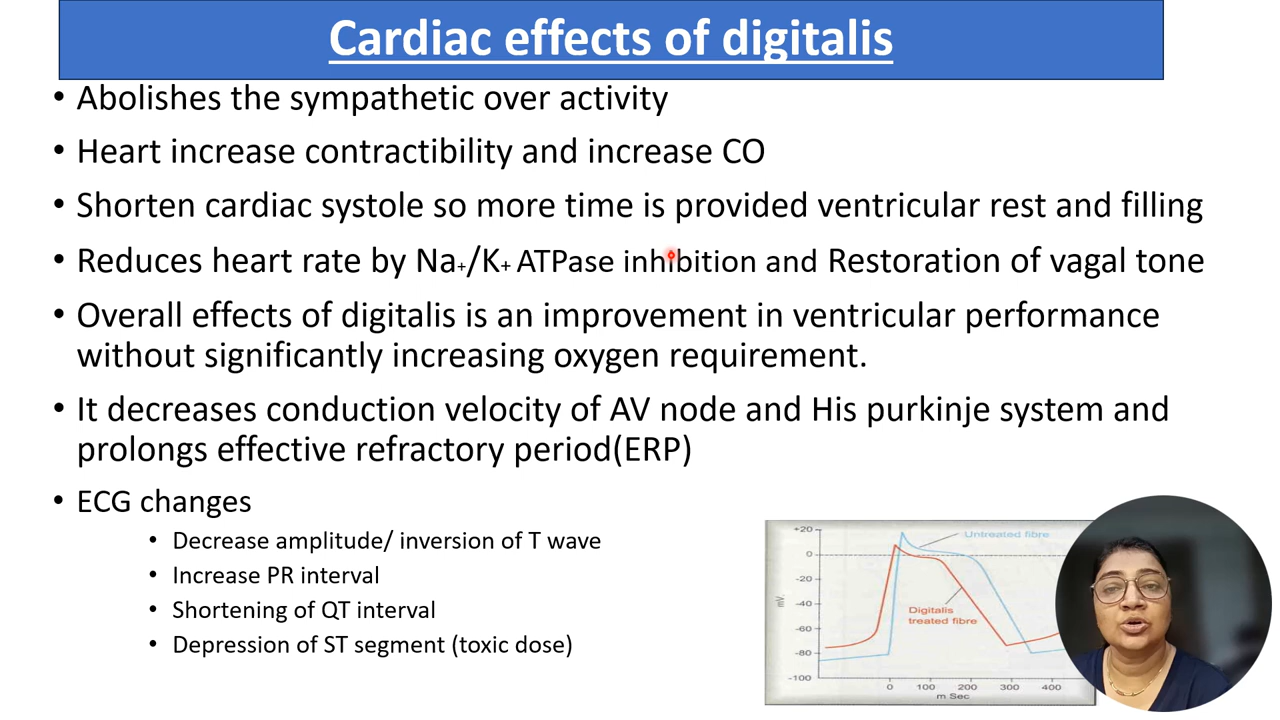 Cardiac effects of digitalis
• Abolishes the sympathetic over activity
• Heart increase contractibility and increase CO
• Shorten cardiac systole so more time is provided ventricular rest and filling
• Reduces heart rate by Na+/K+ ATPase inhibition and Restoration of vagal tone
• Overall effects of digitalis is an improvement in ventricular performance
without significantly increasing oxygen requirement.
• It decreases conduction velocity of AV node and His purkinje system and
prolongs effective refractory period(ERP)
• ECG changes
• Decrease amplitude/ inversion of T wave
• Increase PR interval
• Shortening of QT interval
• Depression of ST segment (toxic dose)
+20
Untreated fibre
0
-20
mV.
-40
Digitalis
treated fibre
-60
-80
-100
0 100 200 300 400
m Sec